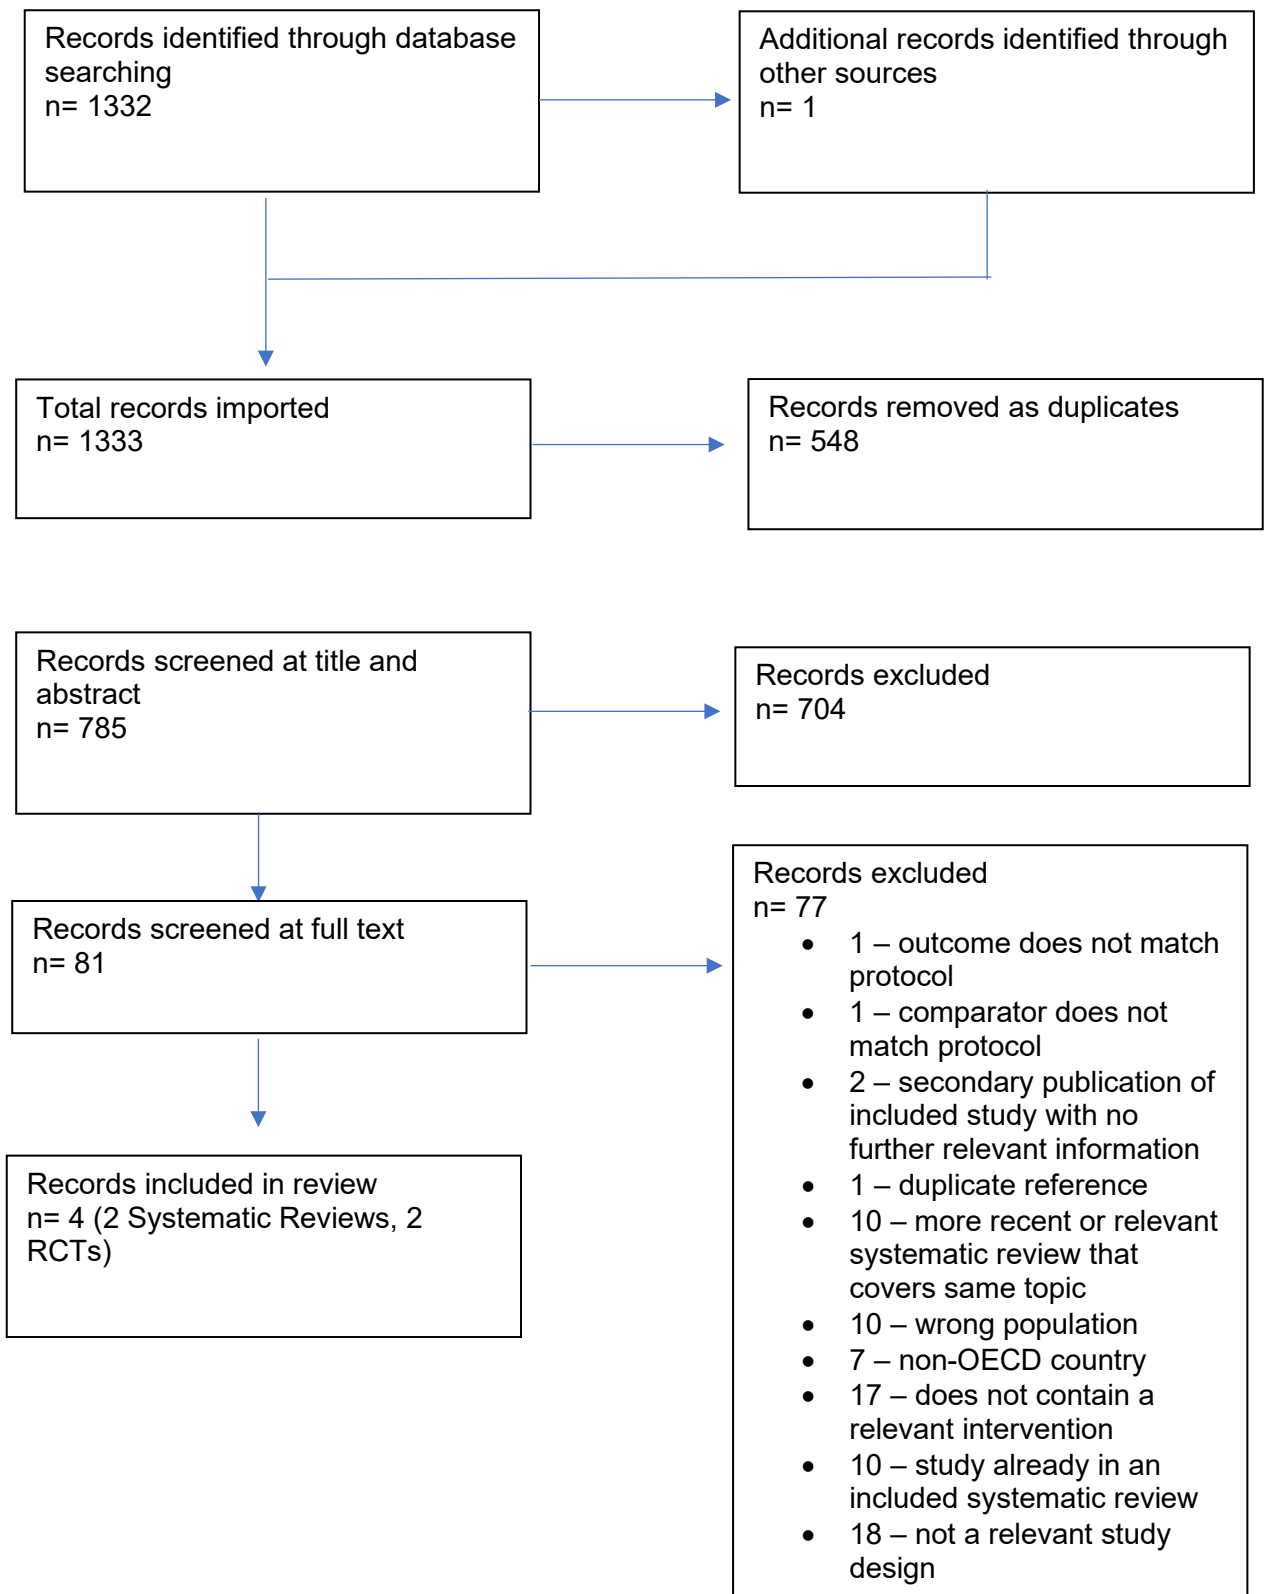 Records identified through database
searching
n= 1332
Additional records identified through
other sources
n= 1
Total records imported
n= 1333
Records removed as duplicates
n= 548
Records screened at title and
abstract
n= 785
Records excluded
n= 704
Records screened at full text
n= 81
Records excluded
n= 77
• 1 – outcome does not match
protocol
• 1 – comparator does not
match protocol
• 2 – secondary publication of
included study with no
further relevant information
• 1 – duplicate reference
• 10 – more recent or relevant
systematic review that
covers same topic
• 10 – wrong population
• 7 – non-OECD country
• 17 – does not contain a
relevant intervention
• 10 – study already in an
included systematic review
• 18 – not a relevant study
design
Records included in review
n= 4 (2 Systematic Reviews, 2
RCTs)